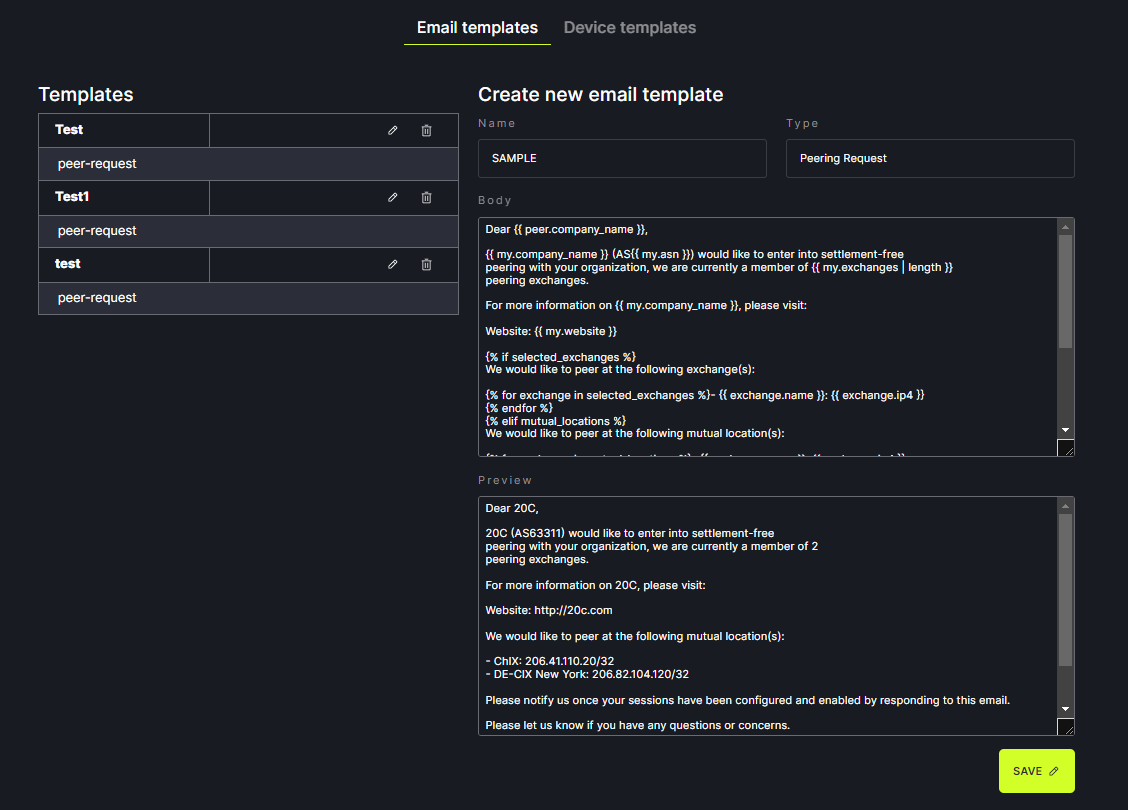 Email templates Device templates
Templates
Test
peer-request
Test1
peer-request
test
peer-request
Create new email template
Name Type
SAMPLE Peering Request
Body
Dear {{ peer.company_name }},
{{ my.company_name }} (AS{{ my.asn }}) would like to enter into settlement-free
peering with your organization, we are currently a member of {{ my.exchanges | length }}
peering exchanges.
For more information on {{ my.company_name }}, please visit:
Website: {{ my.website }}
{% if selected_exchanges %}
We would like to peer at the following exchange(s):
{% for exchange in selected_exchanges %}- {{ exchange.name }}: {{ exchange.ip4 }}
{% endfor %}
{% elif mutual_locations %}
We would like to peer at the following mutual location(s):
Preview
Dear 20C,
20C (AS63311) would like to enter into settlement-free
peering with your organization, we are currently a member of 2
peering exchanges.
For more information on 20C, please visit:
Website: http://20c.com
We would like to peer at the following mutual location(s):
- ChIX: 206.41.110.20/32
- DE-CIX New York: 206.82.104.120/32
Please notify us once your sessions have been configured and enabled by responding to this email.
Please let us know if you have any questions or concerns.
SAVE